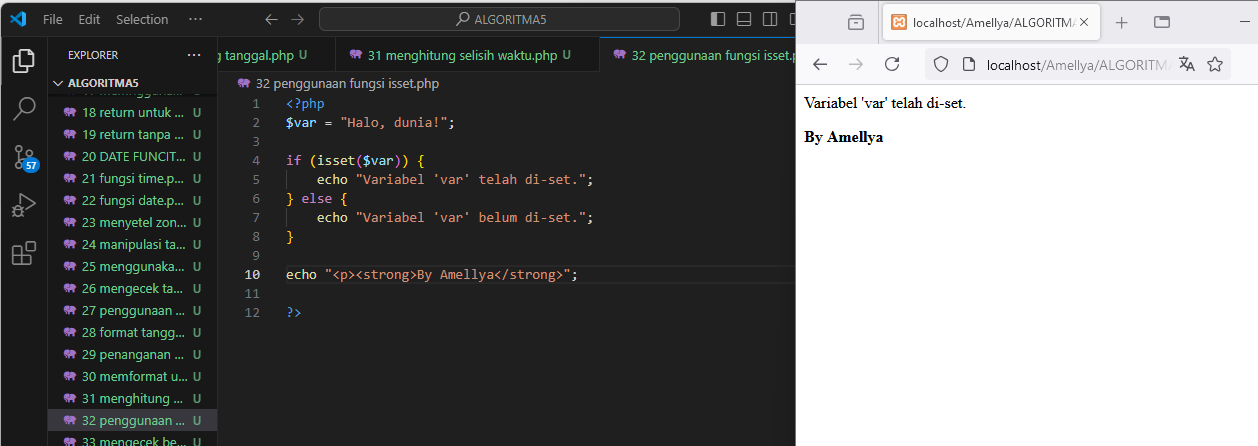 File Edit Selection ···
ALGORITMA5
EXPLORER ···
ALGORITMA5
18 return untuk ... U
19 return tanpa ... U
20 DATE FUNCIT... U
21 fungsi time.p... U
22 fungsi date.p... U
23 menyetel zon... U
24 manipulasi ta... U
25 menggunaka... U
26 mengecek ta... U
27 penggunaan ... U
28 format tangg... U
29 penanganan ... U
30 memformat u... U
31 menghitung ... U
32 penggunaan ... U
33 mengecek be... U
57
g tanggal.php U
31 menghitung selisih waktu.php U
32 penggunaan fungsi isset.p
32 penggunaan fungsi isset.php
1 <?php
2 $var = "Halo, dunia!";
3
4 if (isset($var)) {
5 echo "Variabel 'var' telah di-set.";
6 } else {
7 echo "Variabel 'var' belum di-set.";
8 }
9
10 echo "<p><strong>By Amellya</strong>";
11
12 ?>
localhost/Amellya/ALGORITMA
localhost/Amellya/ALGORITMA
Variabel 'var' telah di-set.
By Amellya